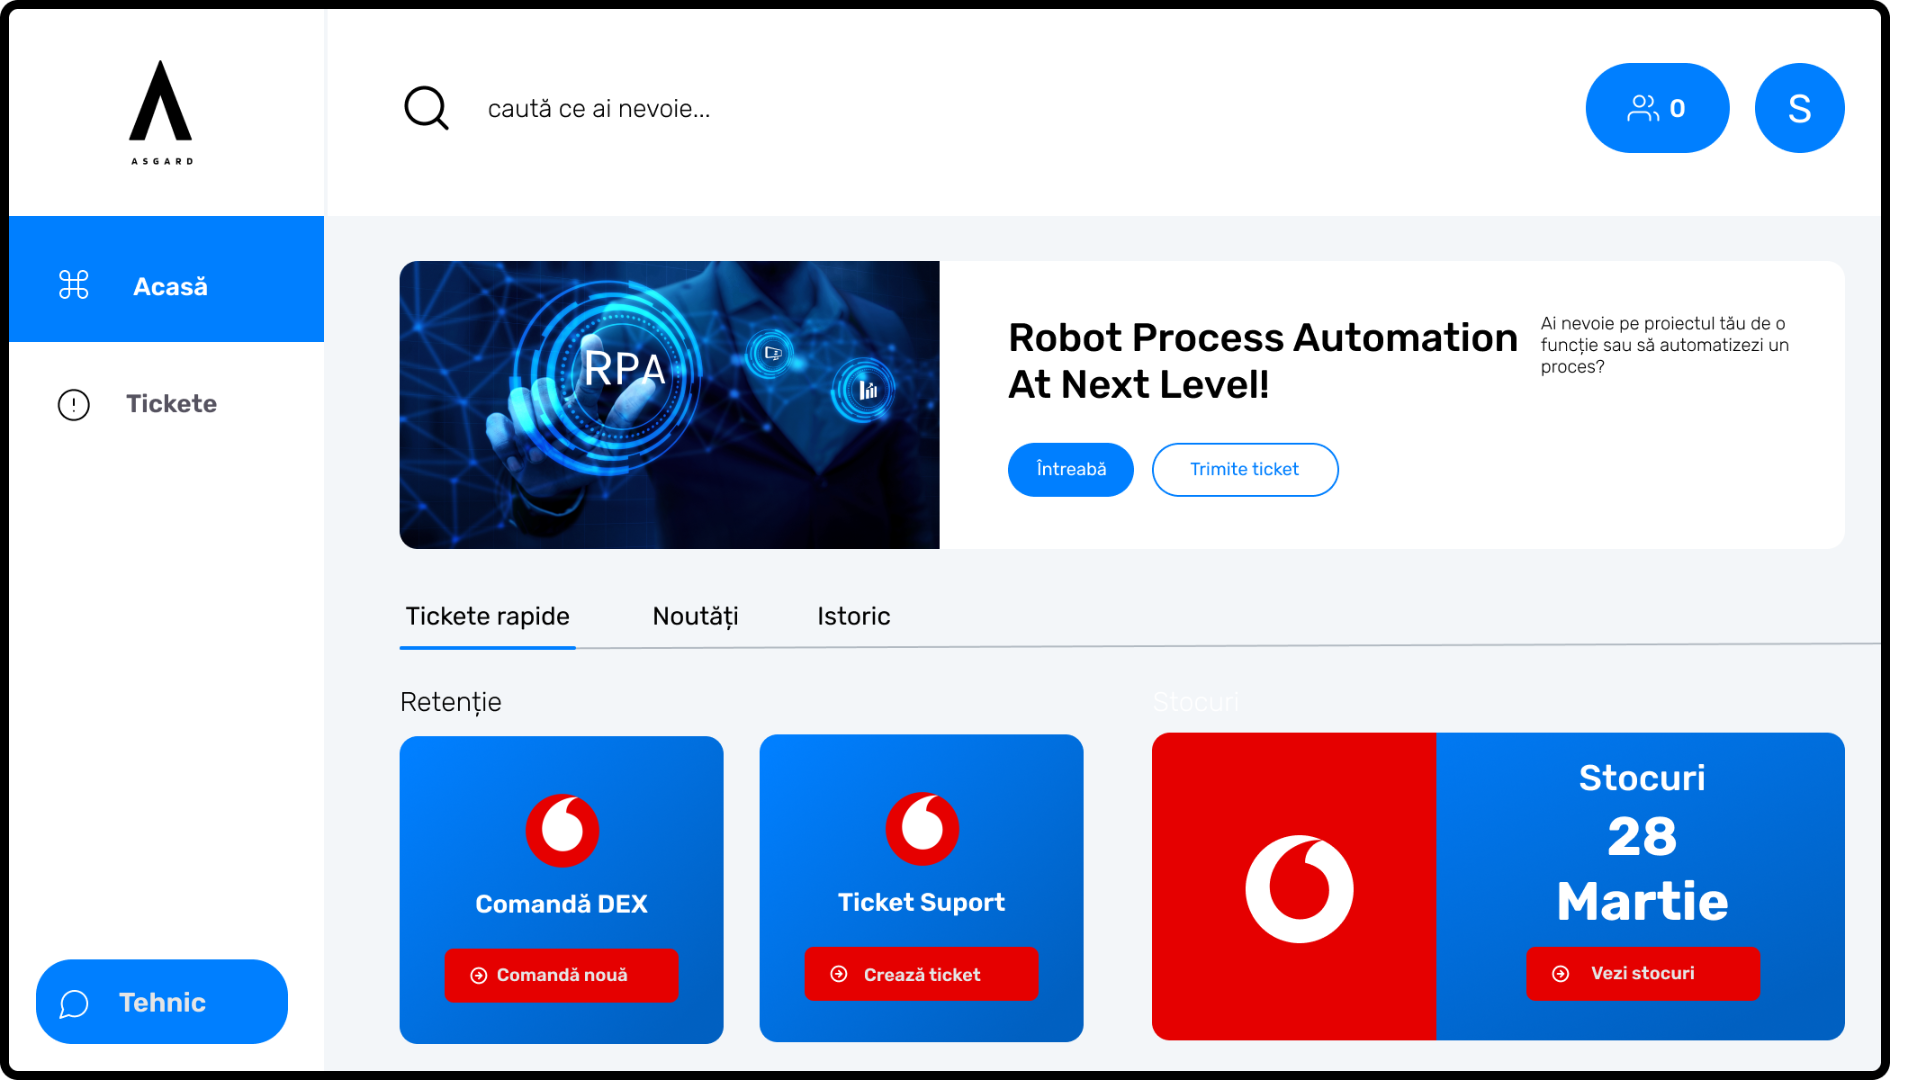 ASGARD
caută ce ai nevoie...
0
S
Acasă
Tickete
RPA
Robot Process Automation
At Next Level!
Ai nevoie pe proiectul tău de o
funcție sau să automatizezi un
proces?
Întreabă
Trimite ticket
Tickete rapide
Noutăți
Istoric
Retenție
Stocuri
Comandă DEX
Comandă nouă
Ticket Suport
Crează ticket
Stocuri
28
Martie
Vezi stocuri
Tehnic